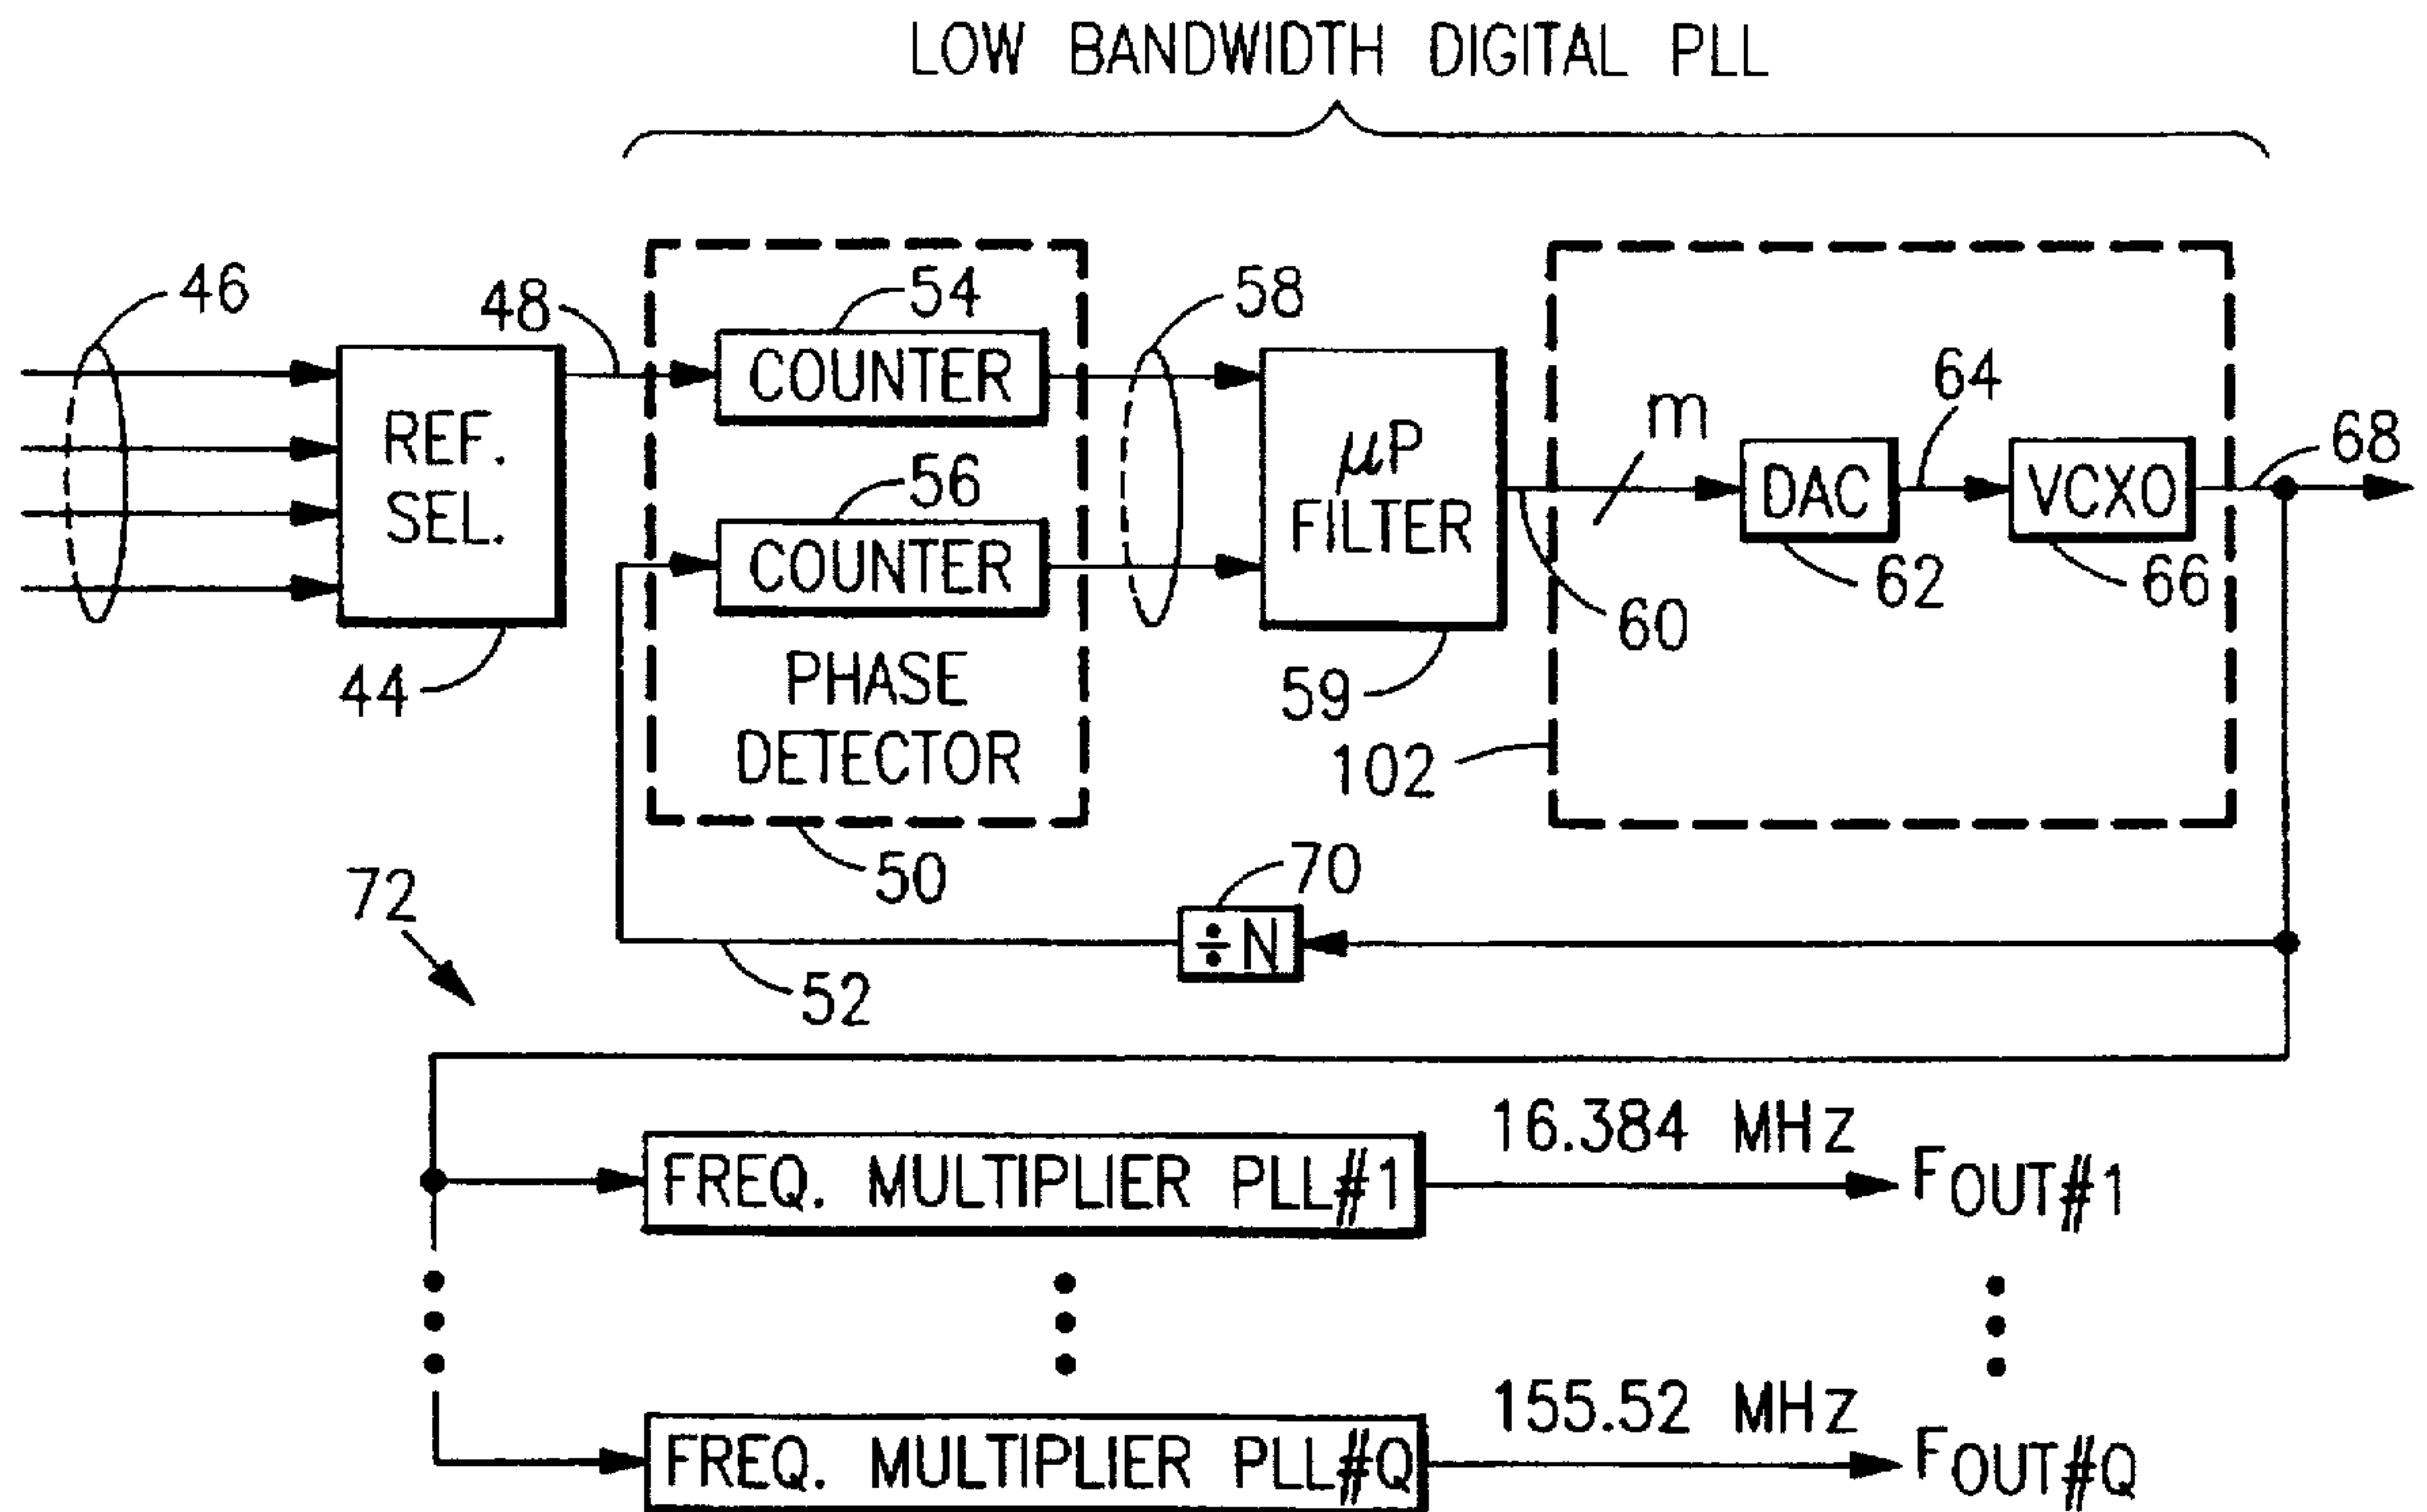 LOW BANDWIDTH DIGITAL PLL
46
48
54
COUNTER
58
REF.
SEL.
44
56
COUNTER
PHASE
DETECTOR
50
μP
FILTER
59
60
m
DAC
62
64
VCXO
66
68
102
70
÷N
52
72
FREQ. MULTIPLIER PLL#1
16.384 MHz
FOUT#1
FREQ. MULTIPLIER PLL#Q
155.52 MHz
FOUT#Q